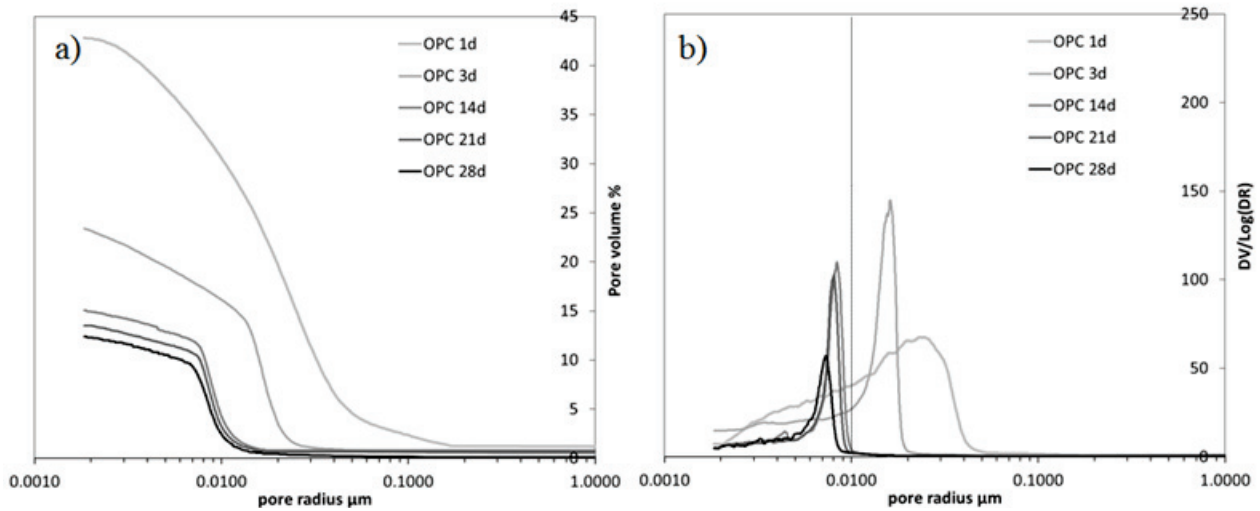 a)
OPC 1d
OPC 3d
OPC 14d
OPC 21d
OPC 28d
45
40
35
30
25
20
15
10
5
0
Pore volume %
0.0010
0.0100
0.1000
1.0000
pore radius µm
b)
OPC 1d
OPC 3d
OPC 14d
OPC 21d
OPC 28d
250
200
150
100
50
0
DV/Log(DR)
0.0010
0.0100
0.1000
1.0000
pore radius µm